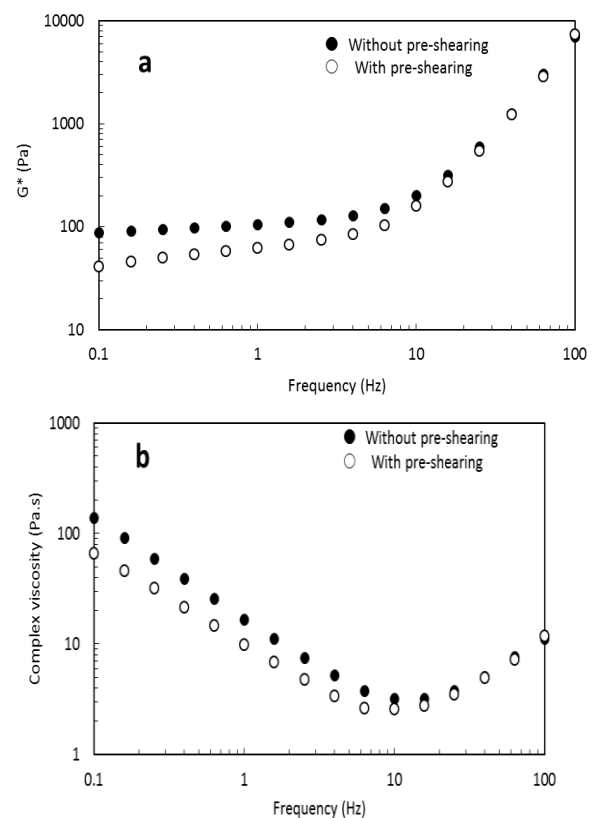 10000
1000
100
10
G* (Pa)
a
Without pre-shearing
With pre-shearing
0.1 1 10 100
Frequency (Hz)
1000
100
10
1
Complex viscosity (Pa.s)
b
Without pre-shearing
With pre-shearing
0.1 1 10 100
Frequency (Hz)